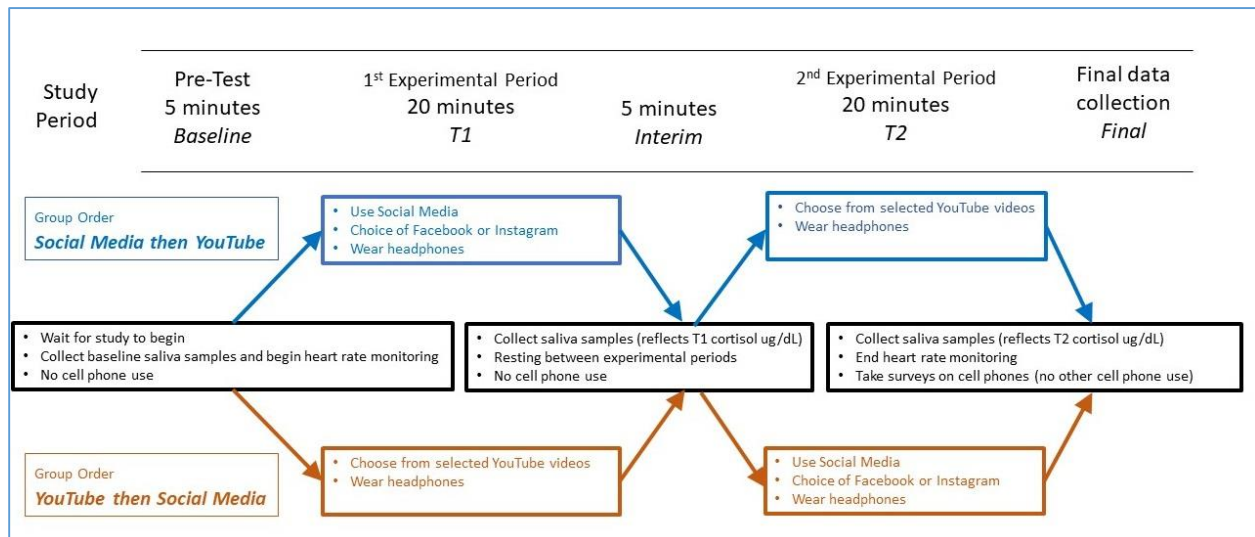 Study
Period
Pre-Test
5 minutes
Baseline
1st Experimental Period
20 minutes
T1
5 minutes
Interim
2nd Experimental Period
20 minutes
T2
Final data
collection
Final
Group Order
Social Media then YouTube
• Use Social Media
• Choice of Facebook or Instagram
• Wear headphones
• Choose from selected YouTube videos
• Wear headphones
• Wait for study to begin
• Collect baseline saliva samples and begin heart rate monitoring
• No cell phone use
• Collect saliva samples (reflects T1 cortisol ug/dL)
• Resting between experimental periods
• No cell phone use
• Collect saliva samples (reflects T2 cortisol ug/dL)
• End heart rate monitoring
• Take surveys on cell phones (no other cell phone use)
Group Order
YouTube then Social Media
• Choose from selected YouTube videos
• Wear headphones
• Use Social Media
• Choice of Facebook or Instagram
• Wear headphones